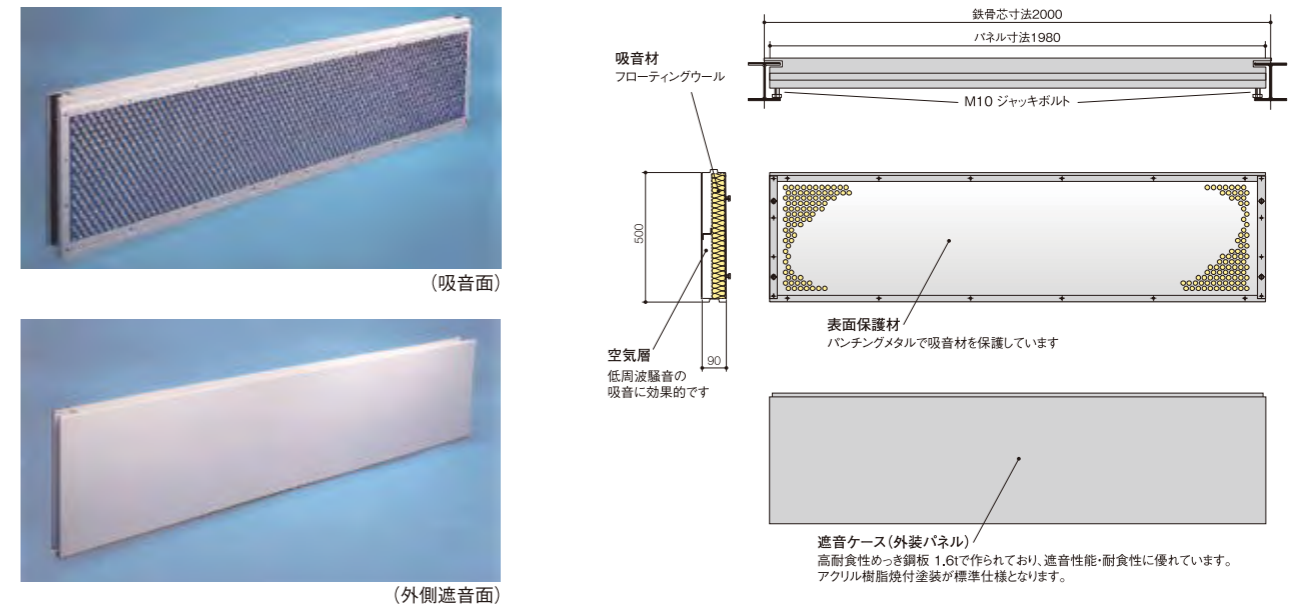 (吸音面)
(外側遮音面)
鉄骨芯寸法2000
パネル寸法1980
M10 ジャッキボルト
吸音材
フローティングウール
500
90
空気層
低周波騒音の
吸音に効果的です
表面保護材
パンチングメタルで吸音材を保護しています
遮音ケース(外装パネル)
高耐食性めっき鋼板 1.6tで作られており、遮音性能・耐食性に優れています。
アクリル樹脂焼付塗装が標準仕様となります。